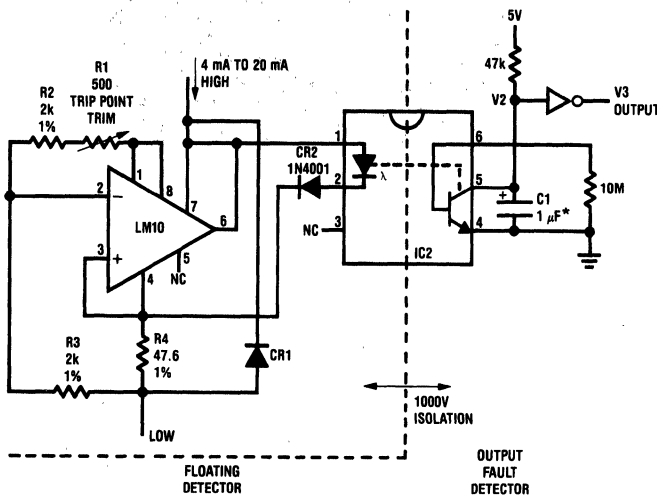 5V
47k
V2
V3
OUTPUT
4 mA TO 20 mA
HIGH
R1
500
TRIP POINT
TRIM
R2
2k
1%
1
8
2
−
LM10
7
6
3
+
5
NC
4
CR2
1N4001
1
2
λ
3
NC
IC2
6
5
4
+
C1
1 μF*
10M
R4
47.6
1%
CR1
R3
2k
1%
LOW
1000V
ISOLATION
FLOATING
DETECTOR
OUTPUT
FAULT
DETECTOR